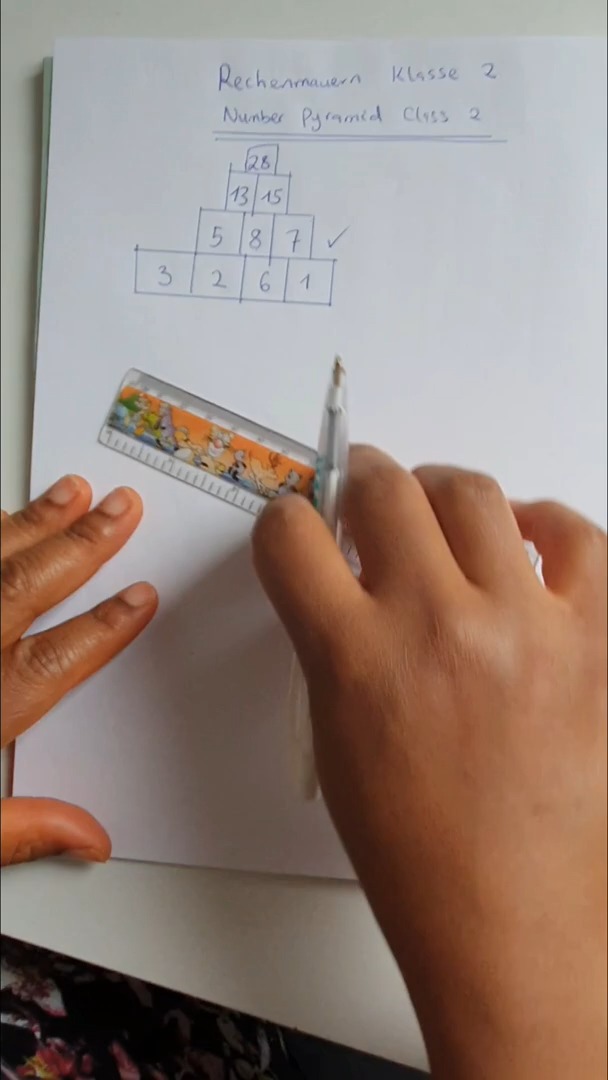 Rechenmauern Klasse 2
Number Pyramid Class 2
28
13 15
5 8 7 ✓
3 2 6 1